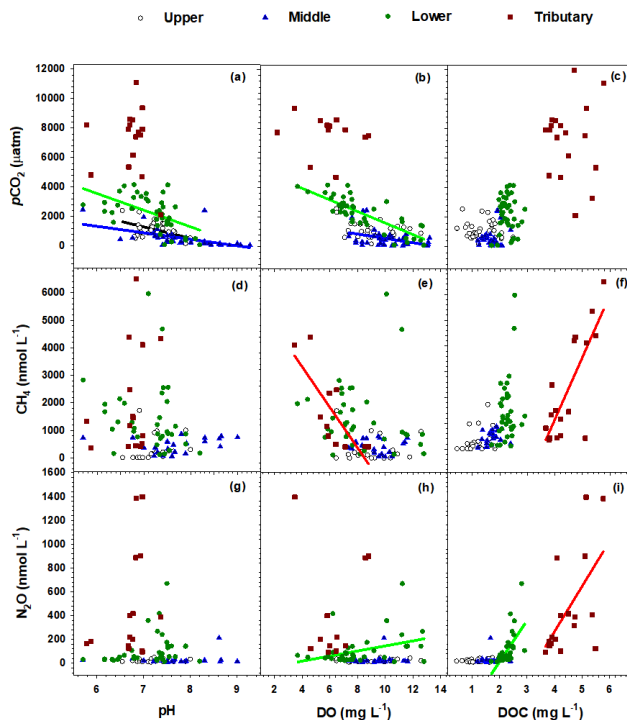 Upper Middle Lower Tributary
12000 (a) (b) (c)
10000
8000
pCO2 (µatm)
6000
4000
2000
0
(d) (e) (f)
6000
5000
CH4 (nmol L-1)
4000
3000
2000
1000
0
1600
(g) (h) (i)
1400
1200
N2O (nmol L-1)
1000
800
600
400
200
0
6 7 8 9 2 4 6 8 10 12 14 0 1 2 3 4 5 6
pH DO (mg L-1) DOC (mg L-1)